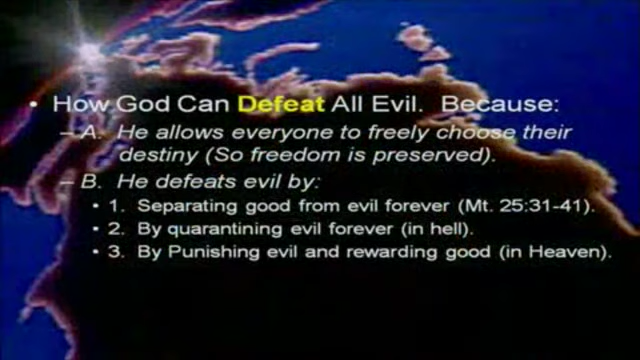 • How God Can Defeat All Evil. Because:
– A. He allows everyone to freely choose their
destiny (So freedom is preserved).
– B. He defeats evil by:
• 1. Separating good from evil forever (Mt. 25:31-41).
• 2. By quarantining evil forever (in hell).
• 3. By Punishing evil and rewarding good (in Heaven).